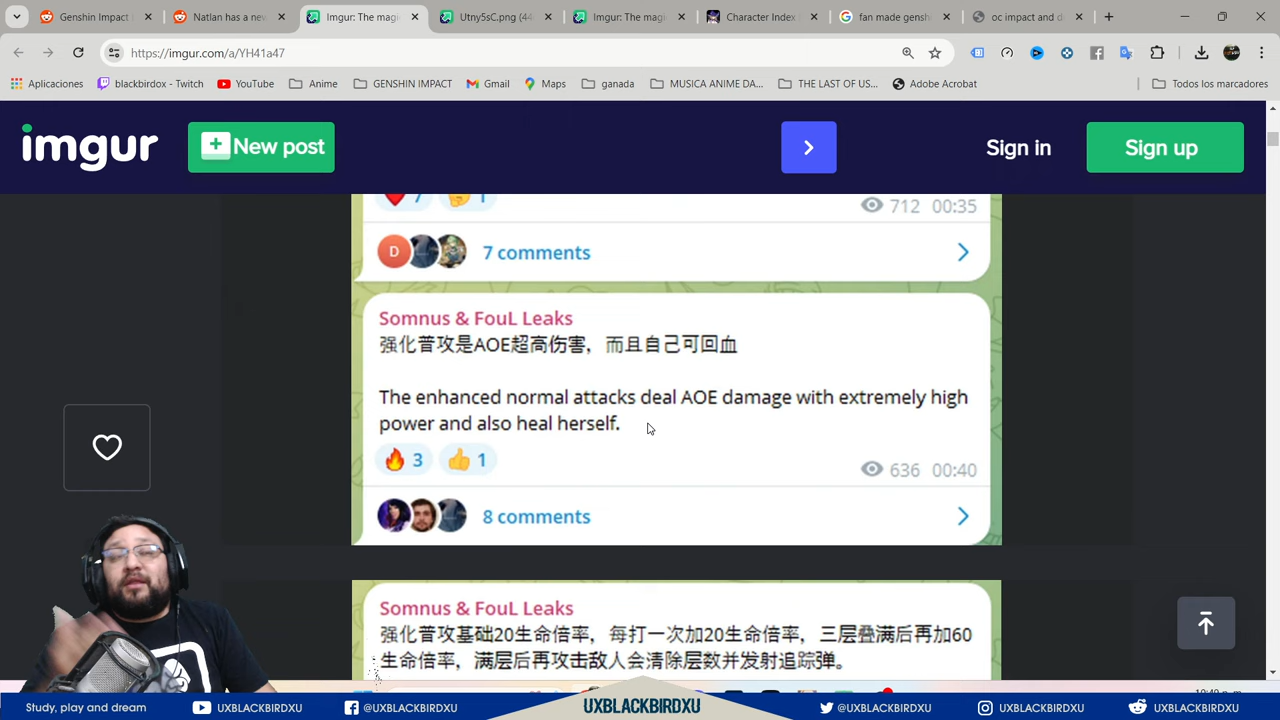 Genshin Impact
Natlan has a new
Imgur: The magi
Utny5sC.png (44
Imgur: The magi
Character Index
fan made gensh
oc impact and d
https://imgur.com/a/YH41a47
Aplicaciones
blackbirdox - Twitch
YouTube
Anime
GENSHIN IMPACT
Gmail
Maps
ganada
MUSICA ANIME DA...
THE LAST OF US...
Adobe Acrobat
Todos los marcadores
imgur
New post
Sign in
Sign up
7
1
712 00:35
D
7 comments
Somnus & FouL Leaks
强化普攻是AOE超高伤害，而且自己可回血
The enhanced normal attacks deal AOE damage with extremely high
power and also heal herself.
3
1
636 00:40
8 comments
Somnus & FouL Leaks
强化普攻基础20生命倍率，每打一次加20生命倍率，三层叠满后再加60
生命倍率，满层后再攻击敌人会清除层数并发射追踪弹。
Study, play and dream
UXBLACKBIRDXU
@UXBLACKBIRDXU
UXBLACKBIRDXU
@UXBLACKBIRDXU
UXBLACKBIRDXU
UXBLACKBIRDXU